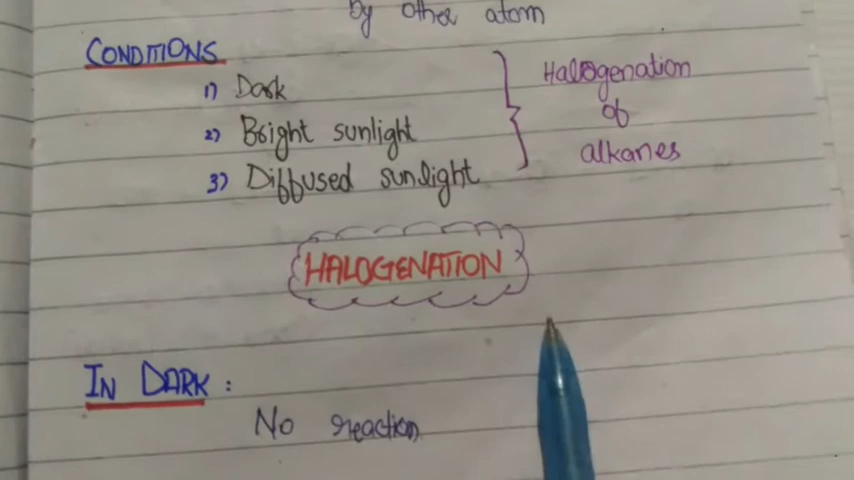 by other atom
CONDITIONS
1) Dark
2) Bright sunlight
3) Diffused sunlight
Halogenation
of
alkanes
HALOGENATION
IN DARK :
No reaction